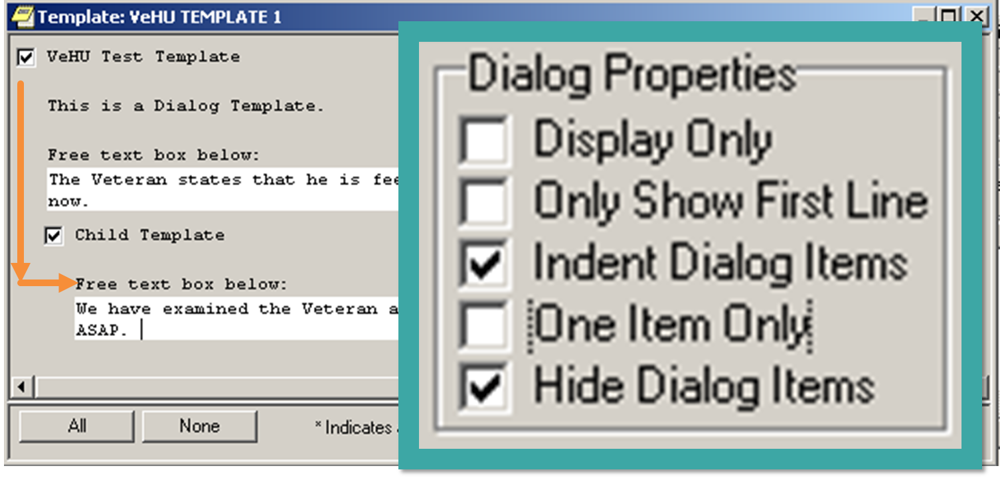 Template: VeHU TEMPLATE 1
VeHU Test Template
This is a Dialog Template.
Free text box below:
The Veteran states that he is fee
now.
Child Template
Free text box below:
We have examined the Veteran a
ASAP.
All
None
* Indicates
Dialog Properties
Display Only
Only Show First Line
Indent Dialog Items
One Item Only
Hide Dialog Items